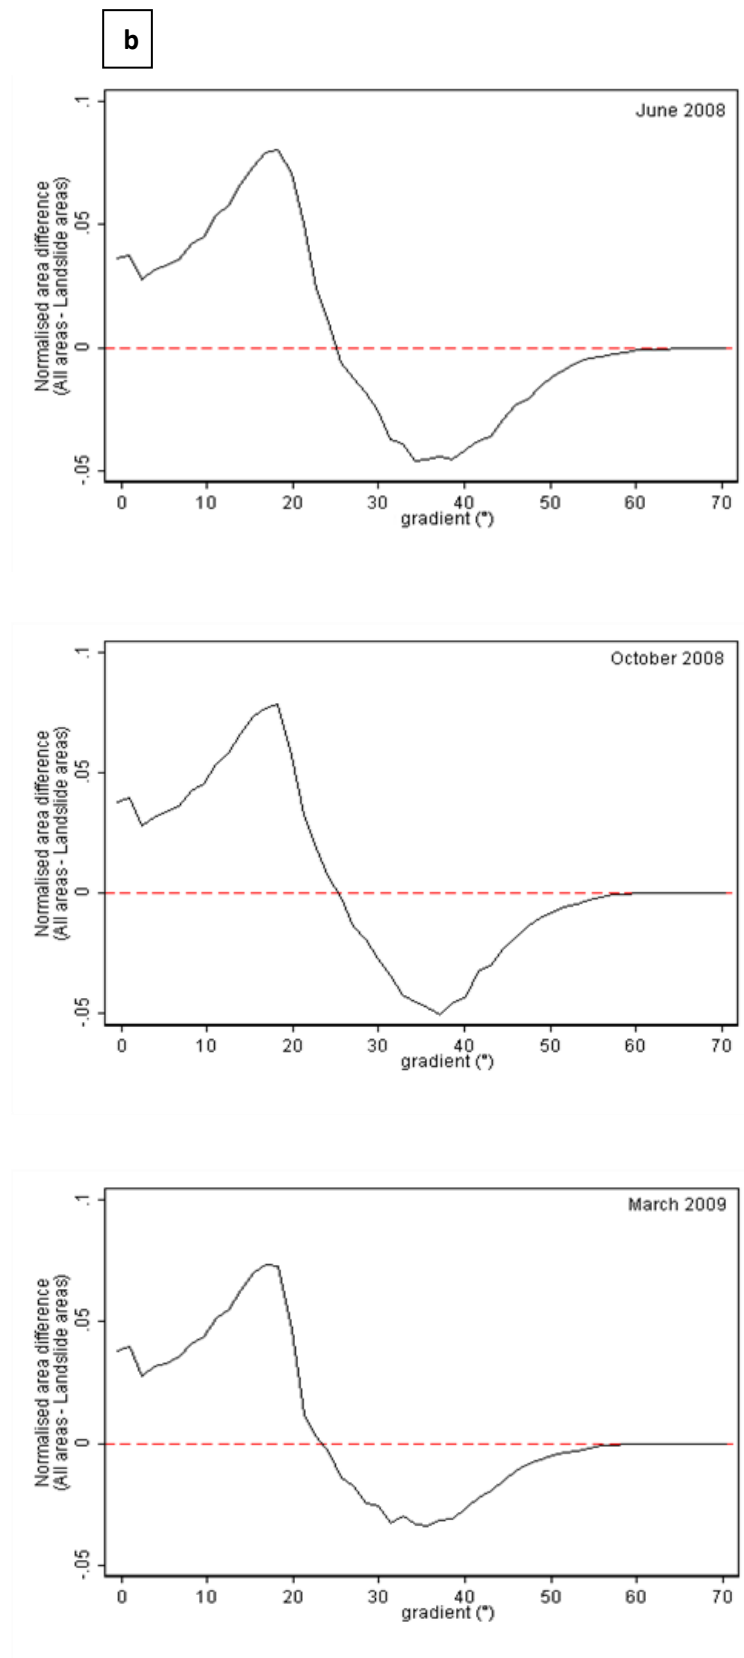 b
June 2008
Normalised area difference
(All areas - Landslide areas)
.1
.05
0
-.05
0 10 20 30 40 50 60 70
gradient (°)
October 2008
Normalised area difference
(All areas - Landslide areas)
.1
.05
0
-.05
0 10 20 30 40 50 60 70
gradient (°)
March 2009
Normalised area difference
(All areas - Landslide areas)
.1
.05
0
-.05
0 10 20 30 40 50 60 70
gradient (°)